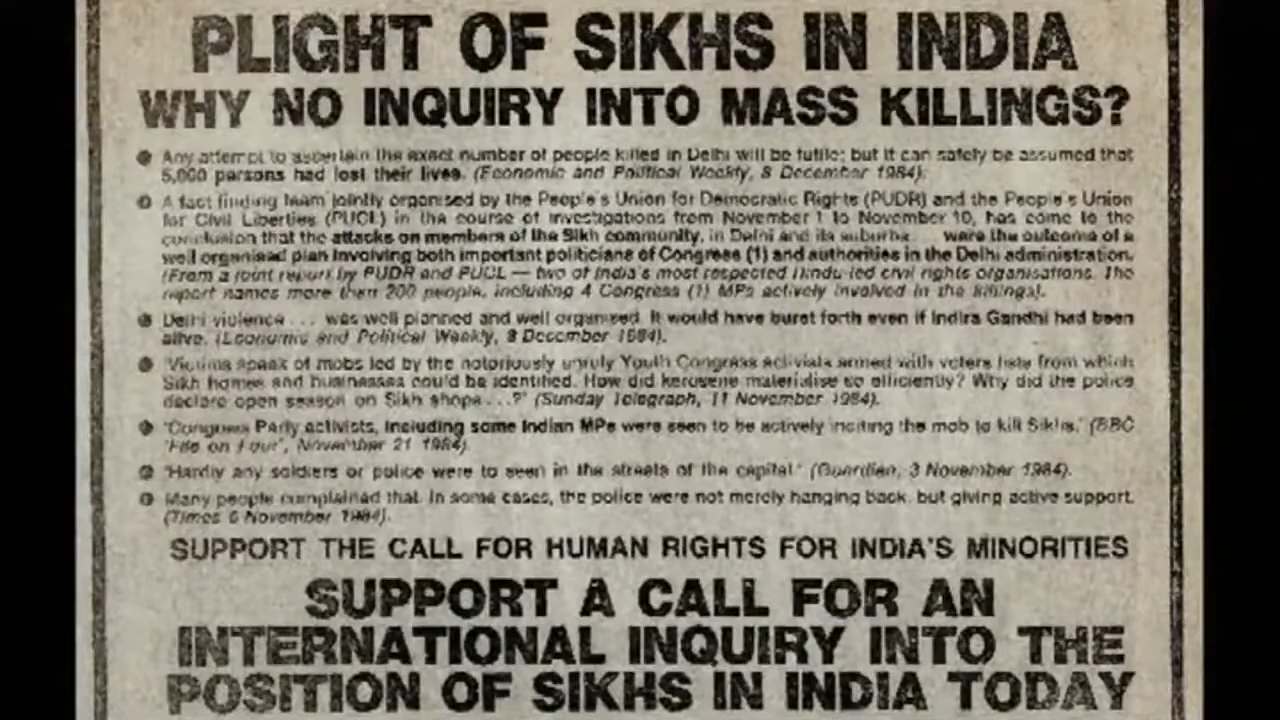 PLIGHT OF SIKHS IN INDIA
WHY NO INQUIRY INTO MASS KILLINGS?
Any attempt to ascertain the exact number of people killed in Delhi will be futile; but it can safely be assumed that
5,000 persons had lost their lives. (Economic and Political Weekly, 8 December 1984).
A fact finding team jointly organised by the People's Union for Democratic Rights (PUDR) and the People's Union
for Civil Liberties (PUCL) in the course of investigations from November 1 to November 10, has come to the
conclusion that the attacks on members of the Sikh community, in Delhi and its suburbs ... were the outcome of a
well organised plan involving both important politicians of Congress (1) and authorities in the Delhi administration.
(From a joint report by PUDR and PUCL — two of India's most respected Hindu led civil rights organisations. The
report names more than 200 people, including 4 Congress (1) MPs actively involved in the killings).
Delhi violence ... was well planned and well organised. It would have burst forth even if Indira Gandhi had been
alive. (Economic and Political Weekly, 8 December 1984).
'Victims speak of mobs led by the notoriously unruly Youth Congress activists armed with voters lists from which
Sikh homes and businesses could be identified. How did kerosene materialise so efficiently? Why did the police
declare open season on Sikh shops...?' (Sunday Telegraph, 11 November 1984).
'Congress Party activists, including some Indian MPs were seen to be actively inciting the mob to kill Sikhs.' (BBC
'File on Four', November 21 1984).
'Hardly any soldiers or police were to seen in the streets of the capital.' (Guardian, 3 November 1984).
Many people complained that. In some cases, the police were not merely hanging back, but giving active support.
(Times 6 November 1984).
SUPPORT THE CALL FOR HUMAN RIGHTS FOR INDIA'S MINORITIES
SUPPORT A CALL FOR AN
INTERNATIONAL INQUIRY INTO THE
POSITION OF SIKHS IN INDIA TODAY